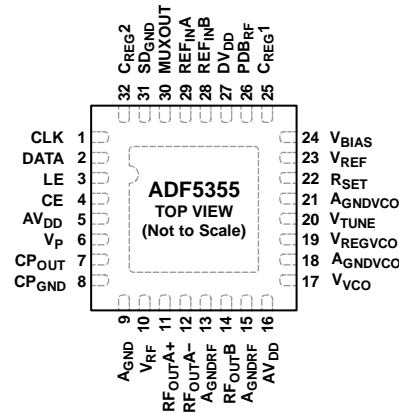 CREG2
SDGND
MUXOUT
REFINA
REFINB
DVDD
PDBRF
CREG1
32 31 30 29 28 27 26 25
CLK 1
DATA 2
LE 3
CE 4
AVDD 5
VP 6
CPOUT 7
CPGND 8
ADF5355
TOP VIEW
(Not to Scale)
24 VBIAS
23 VREF
22 RSET
21 AGNDVCO
20 VTUNE
19 VREGVCO
18 AGNDVCO
17 VVCO
9 10 11 12 13 14 15 16
AGND
VRF
RFOUTA+
RFOUTA−
AGNDRF
RFOUTB
AGNDRF
AVDD